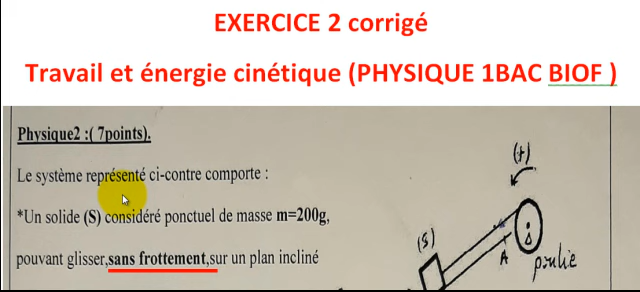 EXERCICE 2 corrigé
Travail et énergie cinétique (PHYSIQUE 1BAC BIOF )
Physique2 :( 7points).
Le système représenté ci-contre comporte :
*Un solide (S) considéré ponctuel de masse m=200g,
pouvant glisser,sans frottement,sur un plan incliné
(+)
(S)
A
Δ
poulie